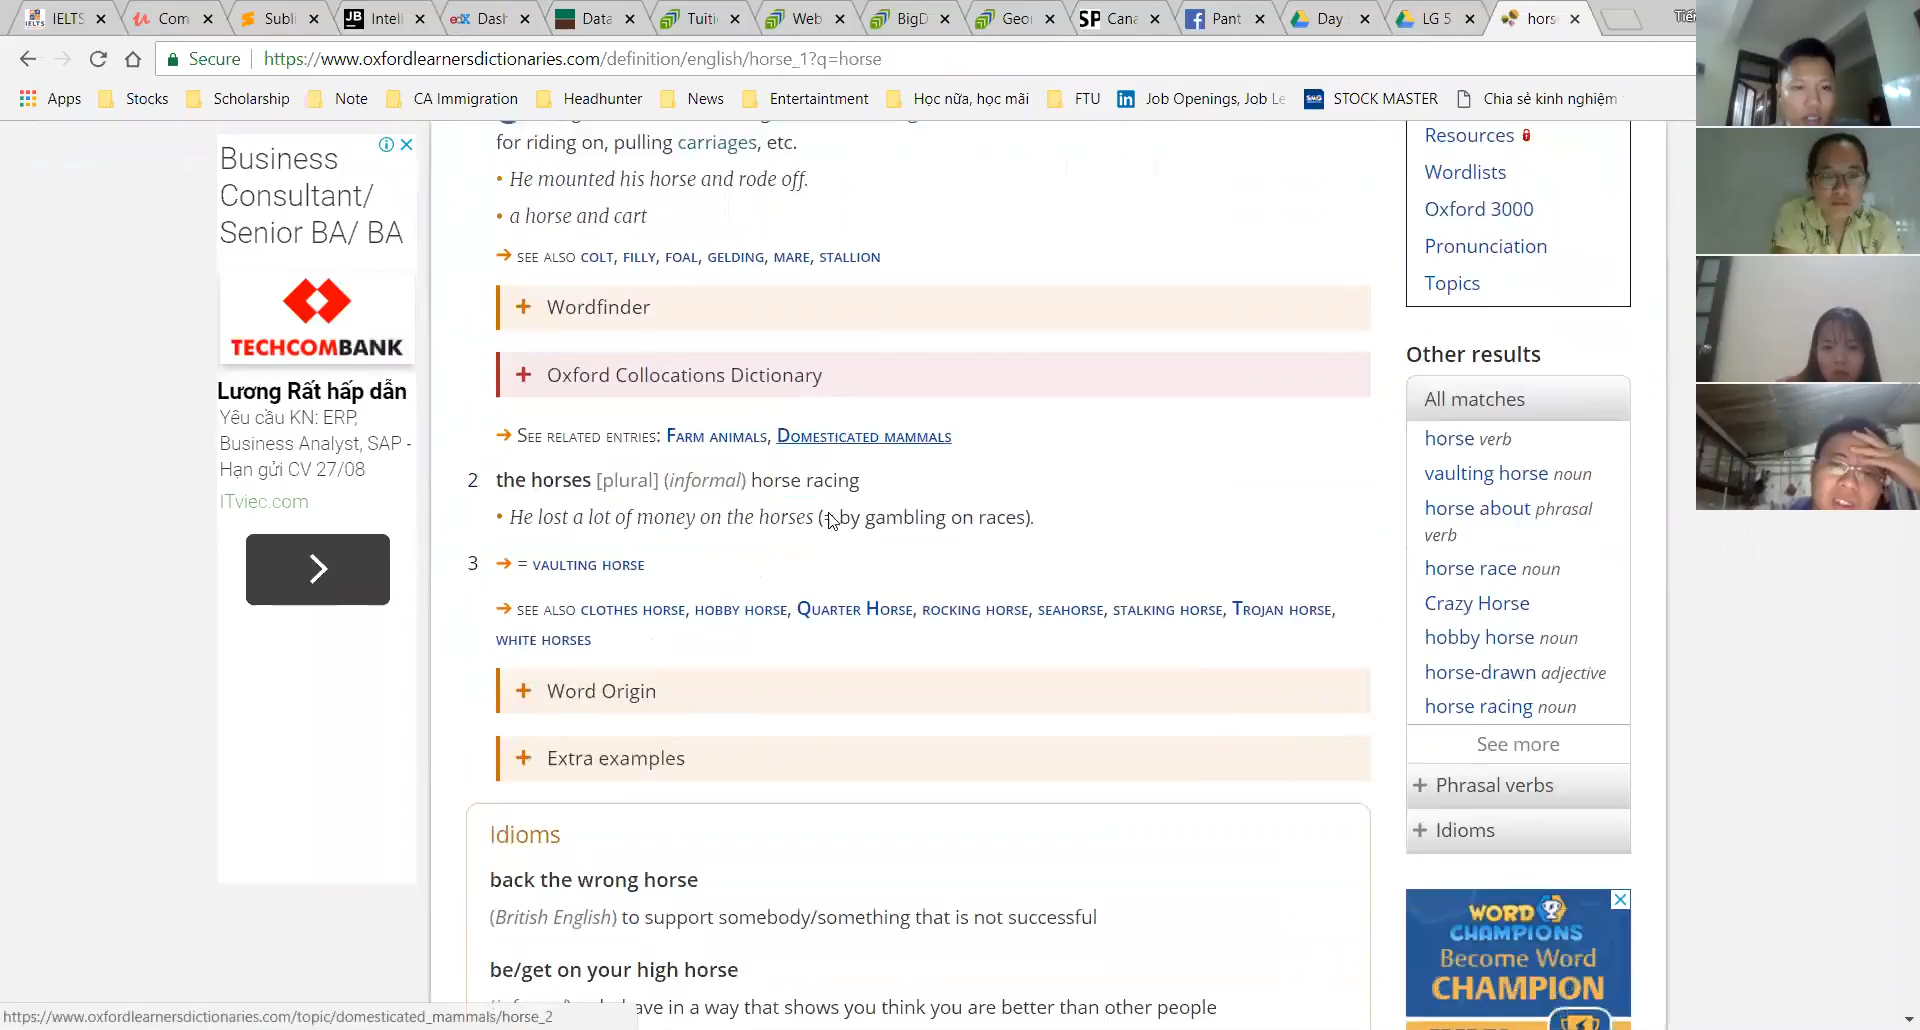 IELTS
Com
Subli
Intell
Dash
Data
Tuiti
Web
BigD
Geo
Cana
Pant
Day
LG 5
hors
Secure https://www.oxfordlearnersdictionaries.com/definition/english/horse_1?q=horse
Apps Stocks Scholarship Note CA Immigration Headhunter News Entertaintment Học nữa, học mãi FTU Job Openings, Job Le STOCK MASTER Chia sẻ kinh nghiệm
Business
Consultant/
Senior BA/ BA
TECHCOMBANK
Lương Rất hấp dẫn
Yêu cầu KN: ERP,
Business Analyst, SAP -
Hạn gửi CV 27/08
ITviec.com
for riding on, pulling carriages, etc.
• He mounted his horse and rode off.
• a horse and cart
SEE ALSO COLT, FILLY, FOAL, GELDING, MARE, STALLION
+ Wordfinder
+ Oxford Collocations Dictionary
SEE RELATED ENTRIES: FARM ANIMALS, DOMESTICATED MAMMALS
2 the horses [plural] (informal) horse racing
• He lost a lot of money on the horses (= by gambling on races).
3 = VAULTING HORSE
SEE ALSO CLOTHES HORSE, HOBBY HORSE, QUARTER HORSE, ROCKING HORSE, SEAHORSE, STALKING HORSE, TROJAN HORSE,
WHITE HORSES
+ Word Origin
+ Extra examples
Idioms
back the wrong horse
(British English) to support somebody/something that is not successful
be/get on your high horse
ave in a way that shows you think you are better than other people
Resources
Wordlists
Oxford 3000
Pronunciation
Topics
Other results
All matches
horse verb
vaulting horse noun
horse about phrasal
verb
horse race noun
Crazy Horse
hobby horse noun
horse-drawn adjective
horse racing noun
See more
+ Phrasal verbs
+ Idioms
WORD
CHAMPIONS
Become Word
CHAMPION
https://www.oxfordlearnersdictionaries.com/topic/domesticated_mammals/horse_2